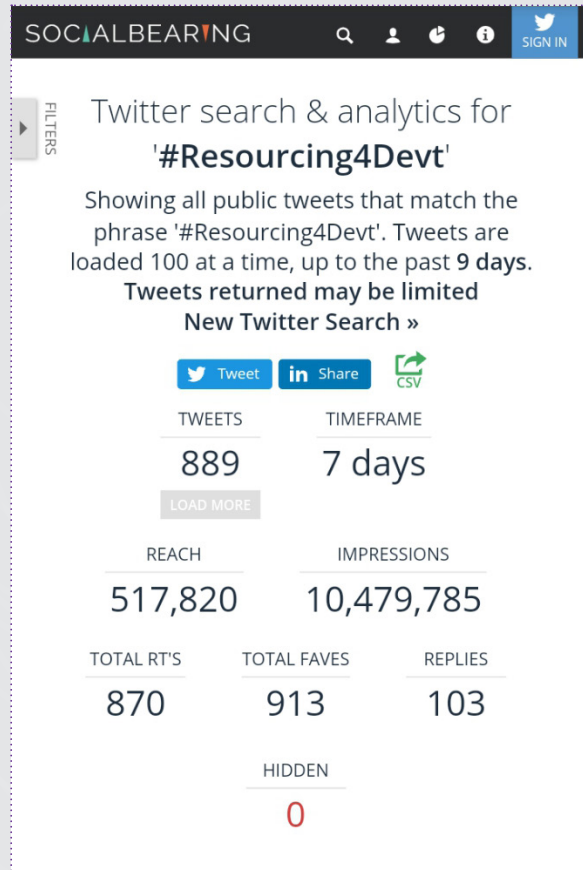 SOCIALBEARING
SIGN IN
FILTERS
Twitter search & analytics for
'#Resourcing4Devt'
Showing all public tweets that match the
phrase '#Resourcing4Devt'. Tweets are
loaded 100 at a time, up to the past 9 days.
Tweets returned may be limited
New Twitter Search »
Tweet
in Share
CSV
TWEETS
TIMEFRAME
889
7 days
LOAD MORE
REACH
IMPRESSIONS
517,820
10,479,785
TOTAL RT'S
TOTAL FAVES
REPLIES
870
913
103
HIDDEN
0